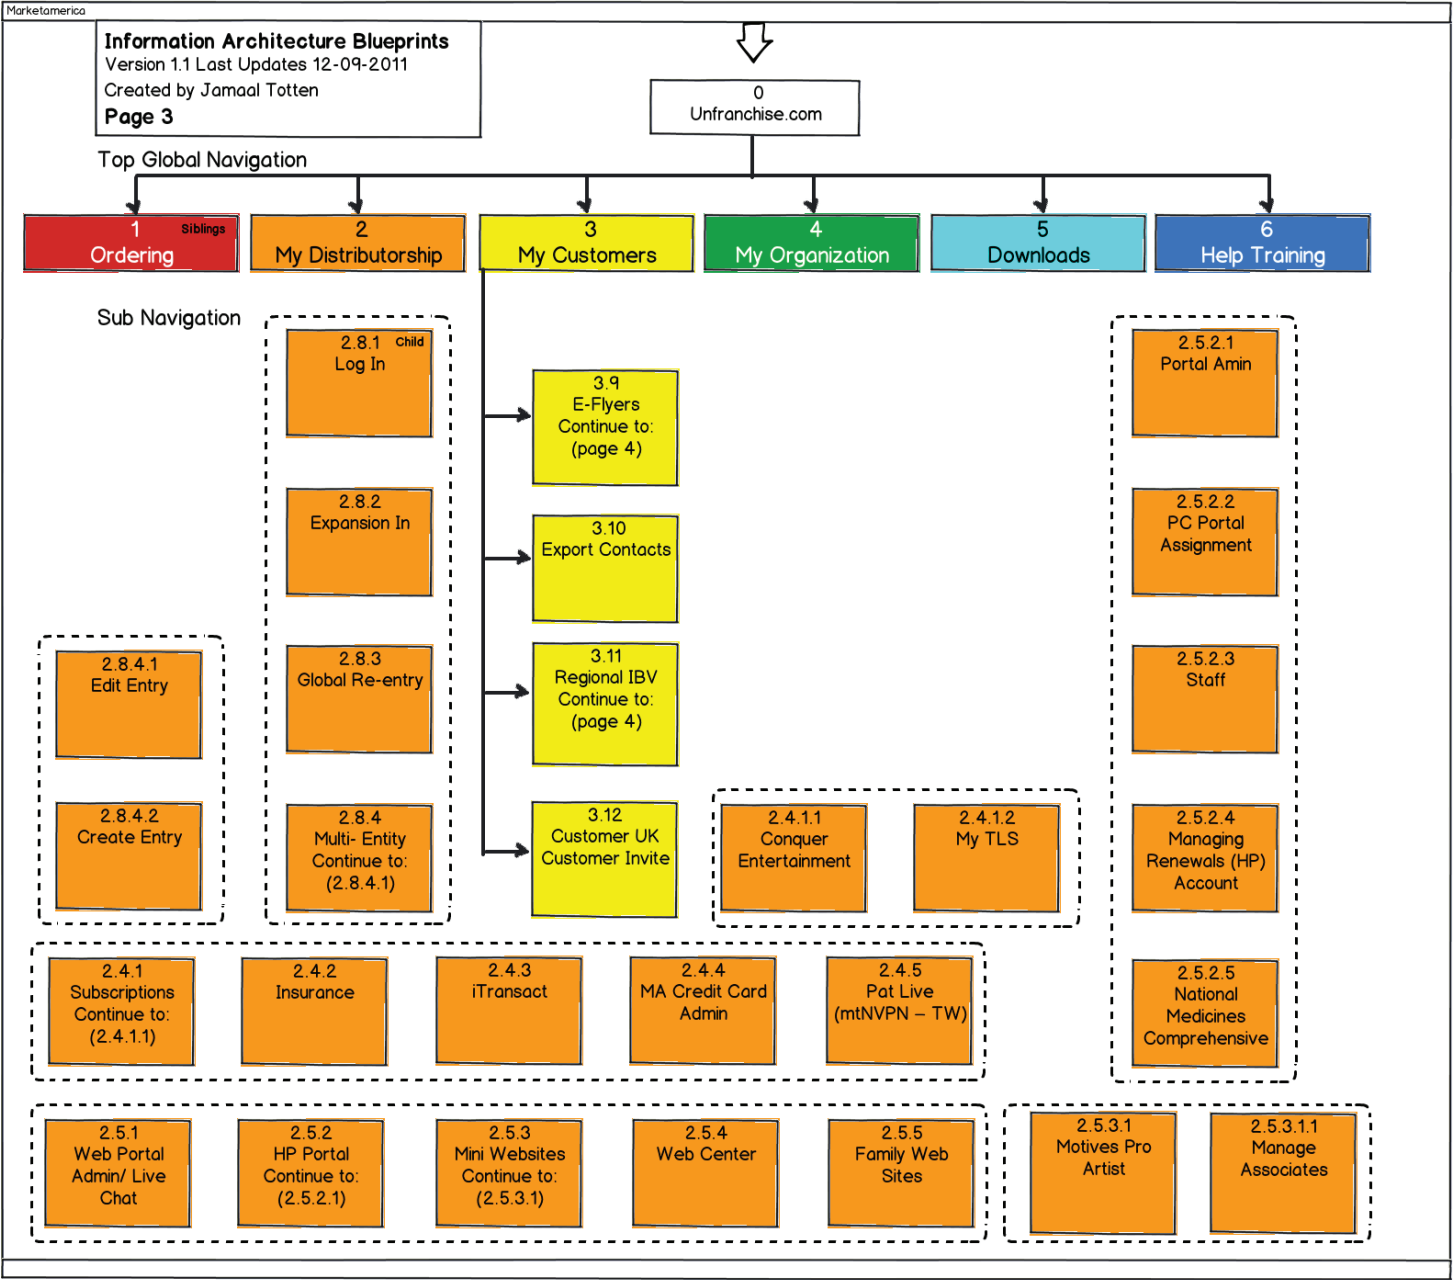 Marketamerica
Information Architecture Blueprints
Version 1.1 Last Updates 12-09-2011
Created by Jamaal Totten
Page 3
0
Unfranchise.com
Top Global Navigation
1 Siblings
Ordering
2
My Distributorship
3
My Customers
4
My Organization
5
Downloads
6
Help Training
Sub Navigation
2.8.1 Child
Log In
2.8.2
Expansion In
2.8.3
Global Re-entry
2.8.4
Multi- Entity
Continue to:
(2.8.4.1)
2.8.4.1
Edit Entry
2.8.4.2
Create Entry
3.9
E-Flyers
Continue to:
(page 4)
3.10
Export Contacts
3.11
Regional IBV
Continue to:
(page 4)
3.12
Customer UK
Customer Invite
2.4.1.1
Conquer
Entertainment
2.4.1.2
My TLS
2.5.2.1
Portal Amin
2.5.2.2
PC Portal
Assignment
2.5.2.3
Staff
2.5.2.4
Managing
Renewals (HP)
Account
2.5.2.5
National
Medicines
Comprehensive
2.4.1
Subscriptions
Continue to:
(2.4.1.1)
2.4.2
Insurance
2.4.3
iTransact
2.4.4
MA Credit Card
Admin
2.4.5
Pat Live
(mtNVPN – TW)
2.5.1
Web Portal
Admin/ Live
Chat
2.5.2
HP Portal
Continue to:
(2.5.2.1)
2.5.3
Mini Websites
Continue to:
(2.5.3.1)
2.5.4
Web Center
2.5.5
Family Web
Sites
2.5.3.1
Motives Pro
Artist
2.5.3.1.1
Manage
Associates